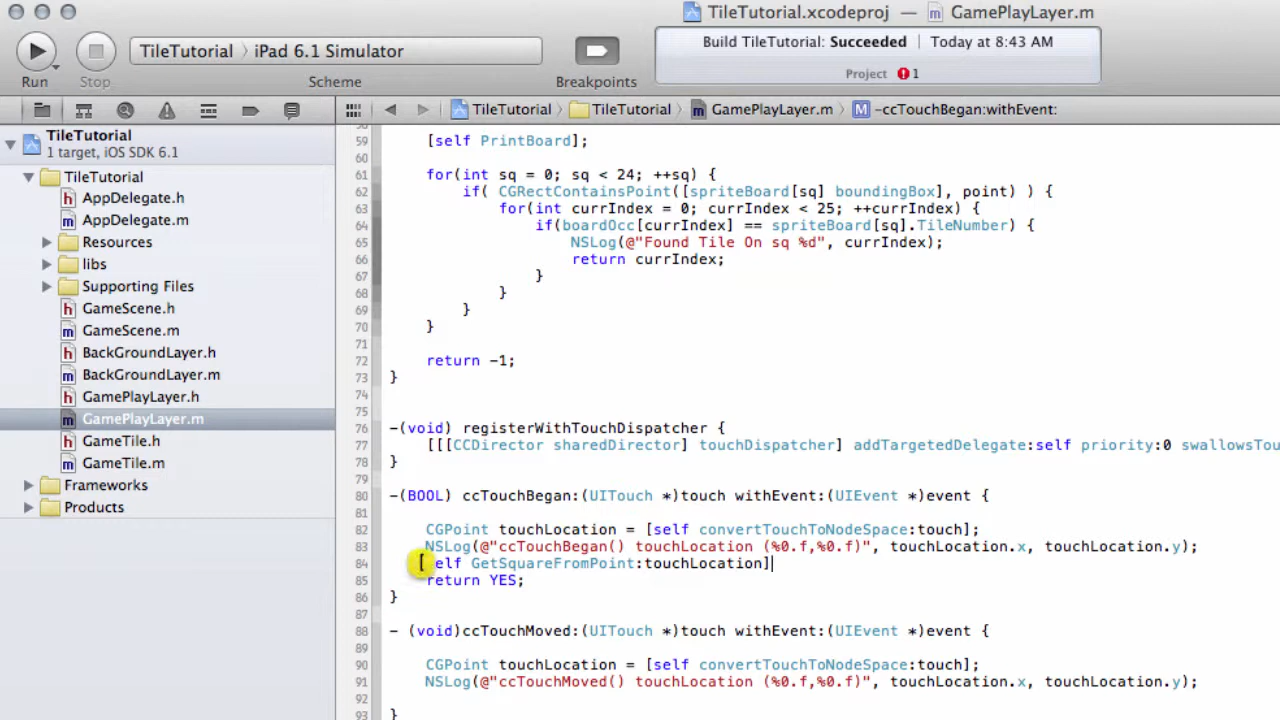 TileTutorial.xcodeproj — GamePlayLayer.m
TileTutorial 〉 iPad 6.1 Simulator
Build TileTutorial: Succeeded | Today at 8:43 AM
Project 1
Run
Stop
Scheme
Breakpoints
TileTutorial 〉 TileTutorial 〉 GamePlayLayer.m 〉 M -ccTouchBegan:withEvent:
TileTutorial
1 target, iOS SDK 6.1
TileTutorial
h AppDelegate.h
m AppDelegate.m
Resources
libs
Supporting Files
h GameScene.h
m GameScene.m
h BackGroundLayer.h
m BackGroundLayer.m
h GamePlayLayer.h
m GamePlayLayer.m
h GameTile.h
m GameTile.m
Frameworks
Products
59 [self PrintBoard];
60
61 for(int sq = 0; sq < 24; ++sq) {
62 if( CGRectContainsPoint([spriteBoard[sq] boundingBox], point) ) {
63 for(int currIndex = 0; currIndex < 25; ++currIndex) {
64 if(boardOcc[currIndex] == spriteBoard[sq].TileNumber) {
65 NSLog(@"Found Tile On sq %d", currIndex);
66 return currIndex;
67 }
68 }
69 }
70 }
71
72 return -1;
73 }
74
75
76 -(void) registerWithTouchDispatcher {
77 [[[CCDirector sharedDirector] touchDispatcher] addTargetedDelegate:self priority:0 swallowsTou
78 }
79
80 -(BOOL) ccTouchBegan:(UITouch *)touch withEvent:(UIEvent *)event {
81
82 CGPoint touchLocation = [self convertTouchToNodeSpace:touch];
83 NSLog(@"ccTouchBegan() touchLocation (%0.f,%0.f)", touchLocation.x, touchLocation.y);
84 [self GetSquareFromPoint:touchLocation]
85 return YES;
86 }
87
88 - (void)ccTouchMoved:(UITouch *)touch withEvent:(UIEvent *)event {
89
90 CGPoint touchLocation = [self convertTouchToNodeSpace:touch];
91 NSLog(@"ccTouchMoved() touchLocation (%0.f,%0.f)", touchLocation.x, touchLocation.y);
92
93 }